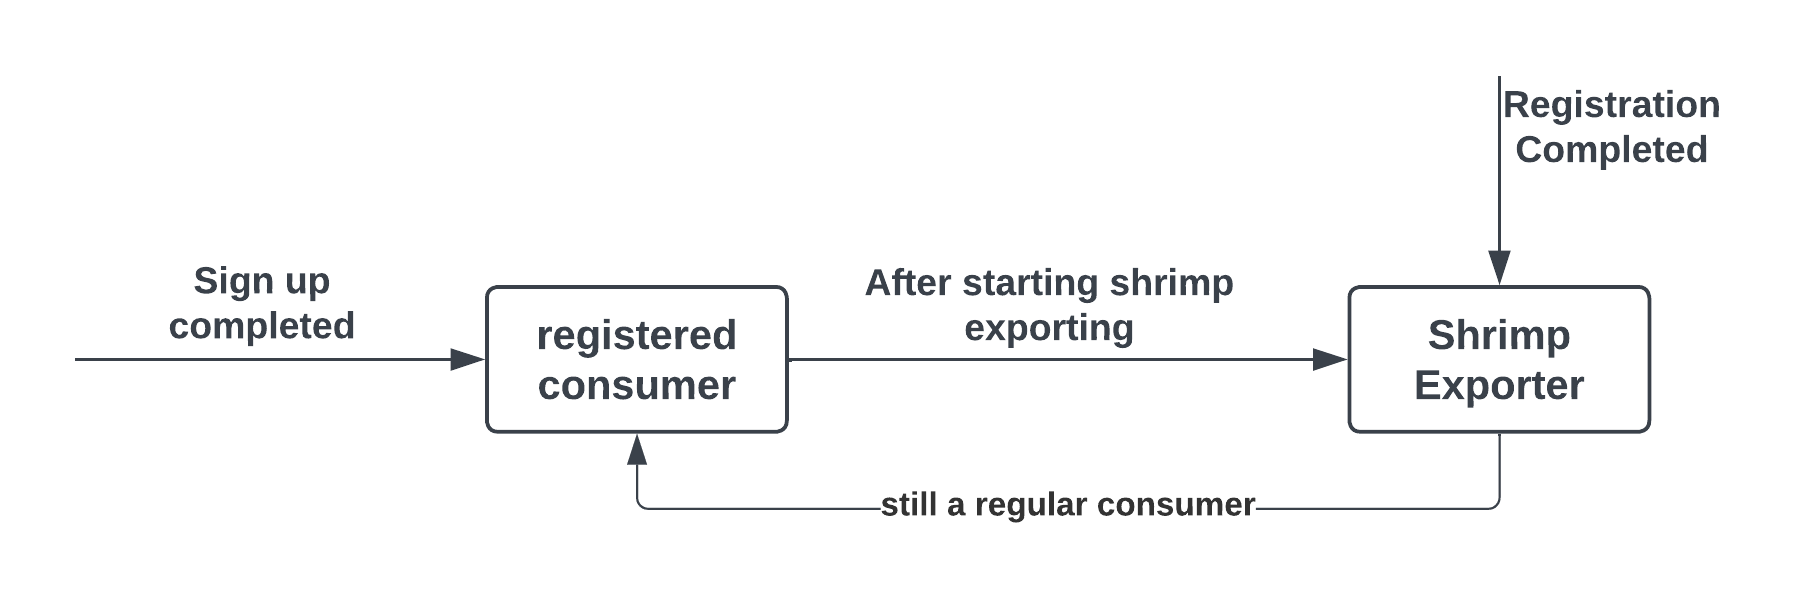 Registration
Completed
Sign up
completed
After starting shrimp
exporting
registered
consumer
Shrimp
Exporter
still a regular consumer